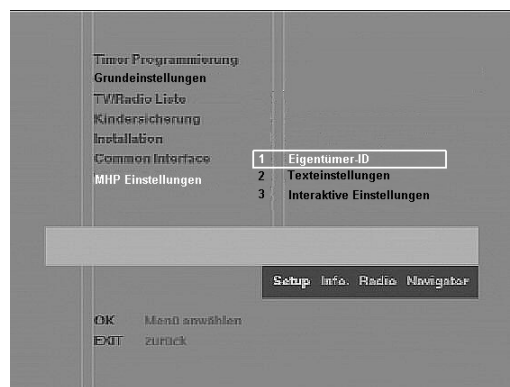 Timer Programmierung
Grundeinstellungen
TV/Radio Liste
Kindersicherung
Installation
Common Interface
MHP Einstellungen
1 Eigentümer-ID
2 Texteinstellungen
3 Interaktive Einstellungen
Setup Info. Radio Navigator
OK Menü anwählen
EXIT zurück